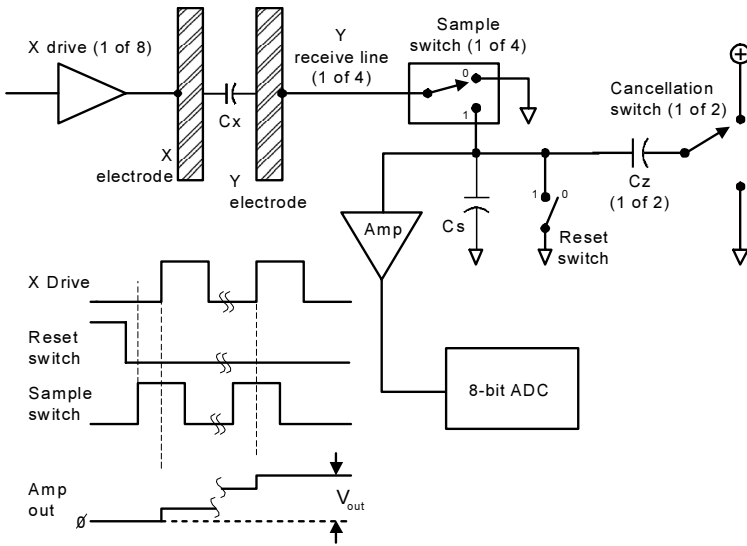 X drive (1 of 8)
Y
receive line
(1 of 4)
Sample
switch (1 of 4)
0
1
Cancellation
switch (1 of 2)
Cx
X
electrode
Y
electrode
Amp
Cs
1
0
Reset
switch
Cz
(1 of 2)
8-bit ADC
X Drive
Reset
switch
Sample
switch
Amp
out
Ø
Vout